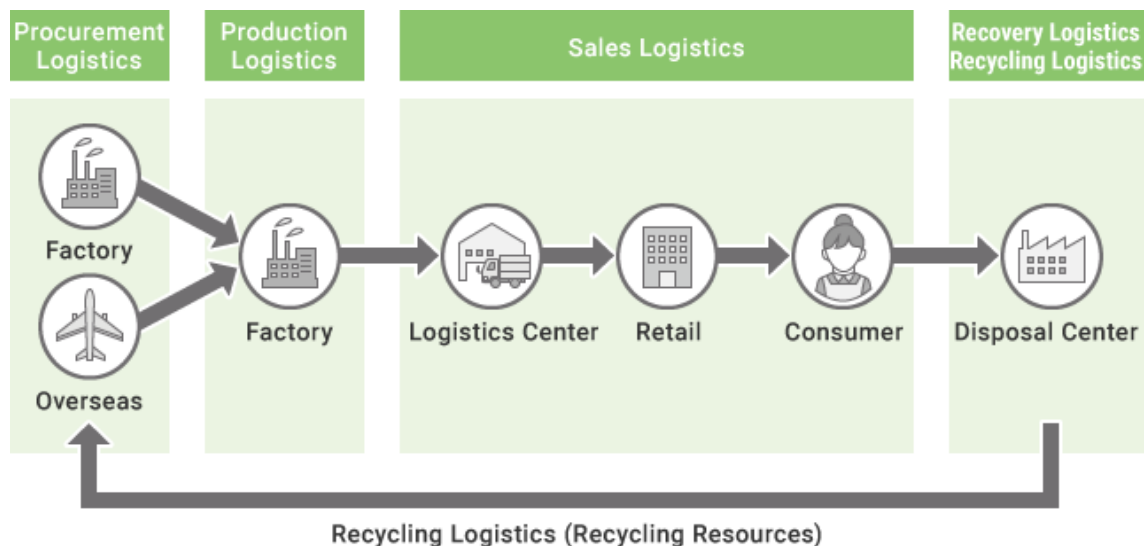 Procurement
Logistics
Production
Logistics
Sales Logistics
Recovery Logistics
Recycling Logistics
Factory
Overseas
Factory
Logistics Center
Retail
Consumer
Disposal Center
Recycling Logistics (Recycling Resources)